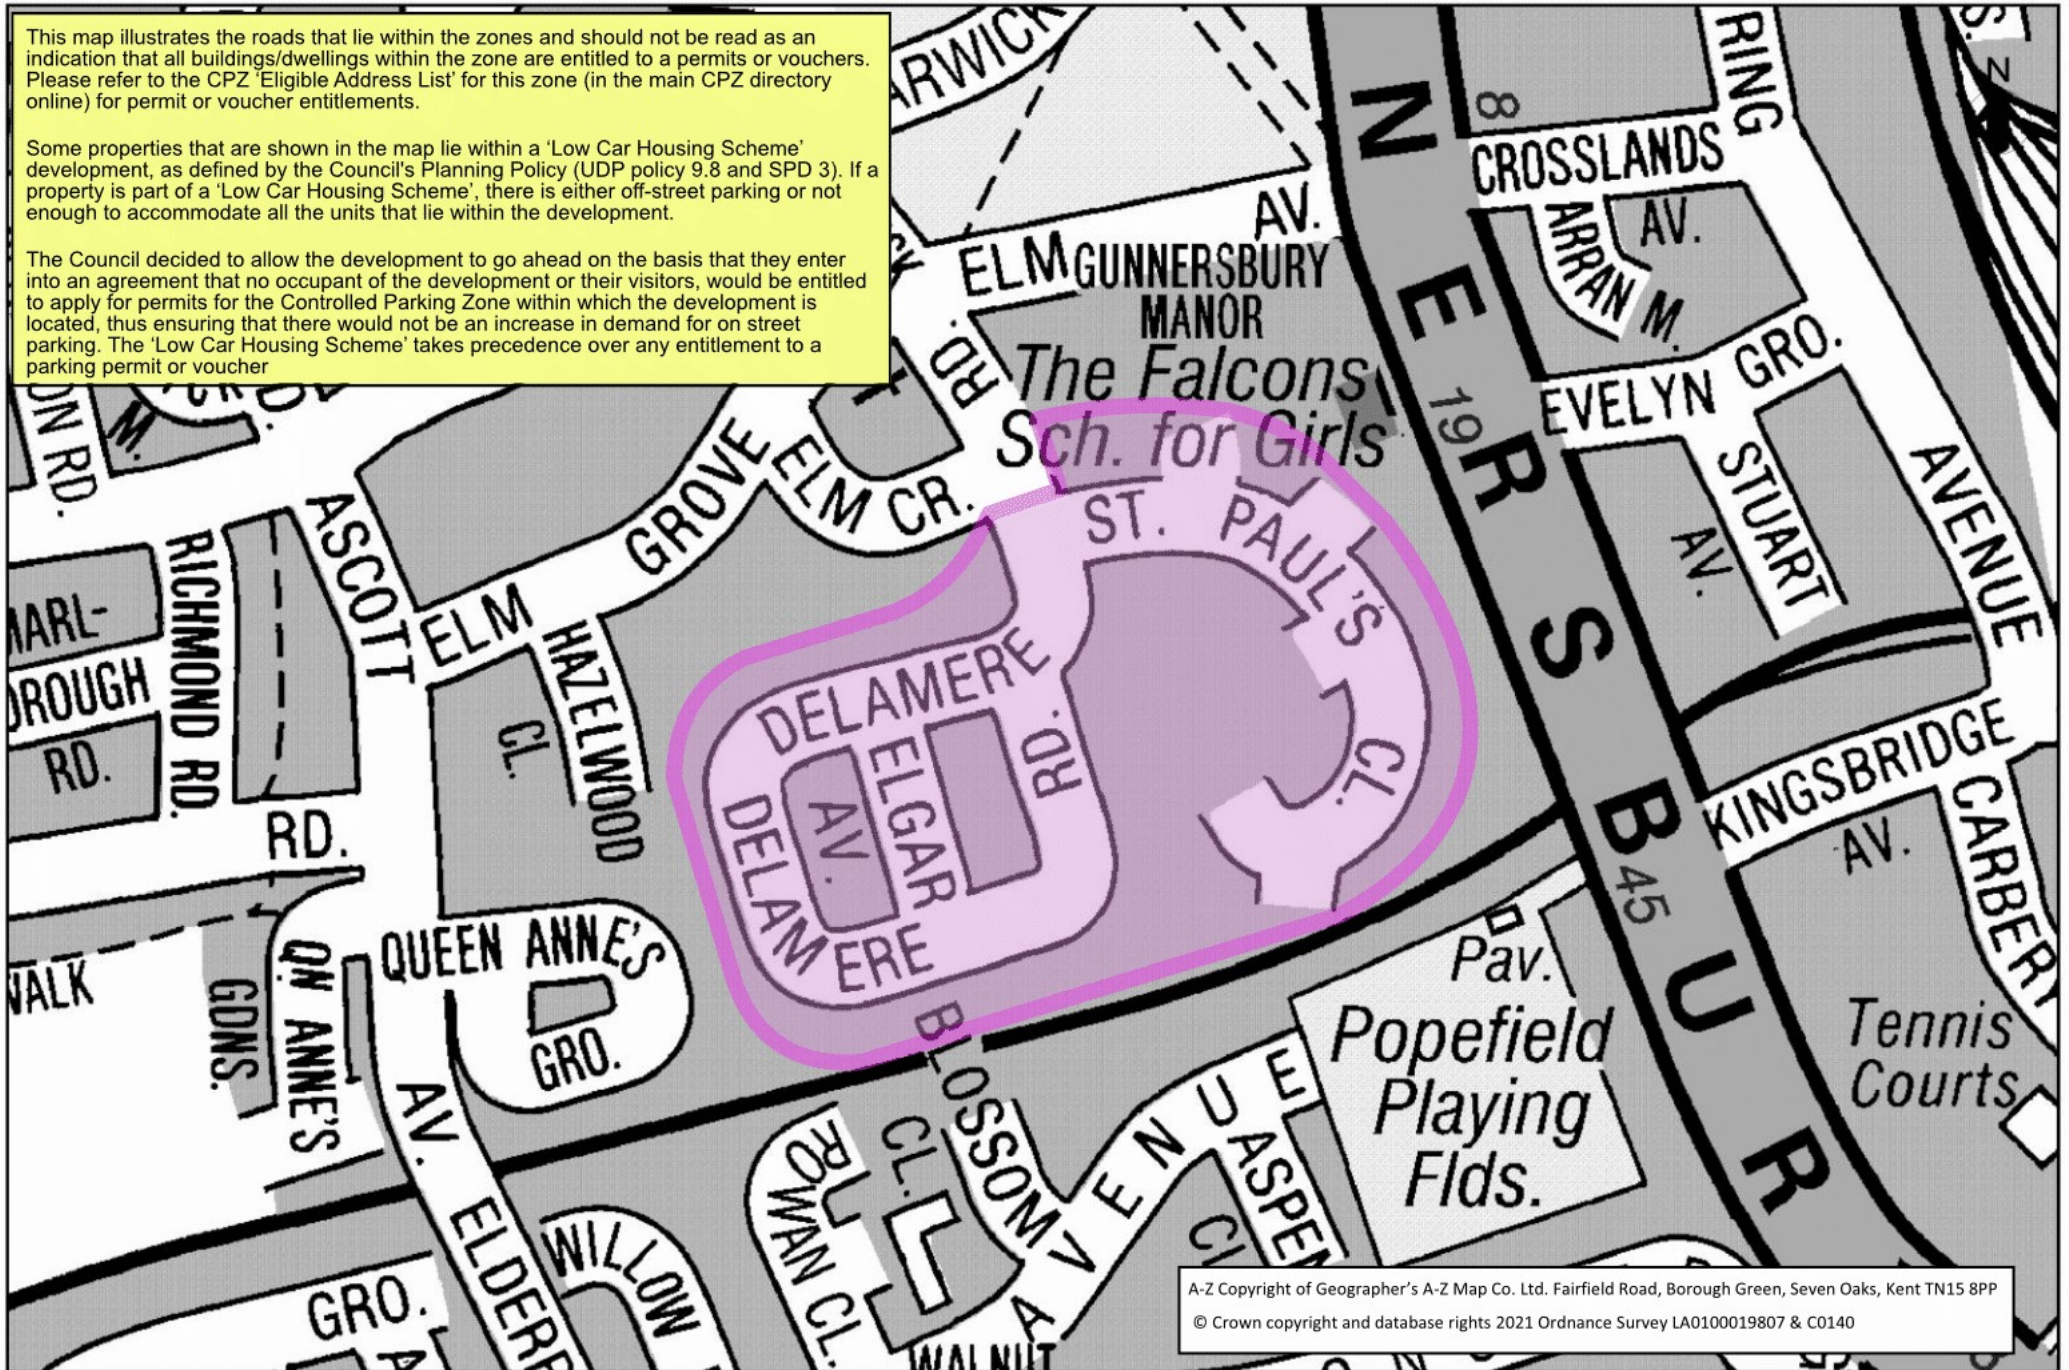 This map illustrates the roads that lie within the zones and should not be read as an
indication that all buildings/dwellings within the zone are entitled to a permits or vouchers.
Please refer to the CPZ ‘Eligible Address List’ for this zone (in the main CPZ directory
online) for permit or voucher entitlements.
Some properties that are shown in the map lie within a ‘Low Car Housing Scheme’
development, as defined by the Council's Planning Policy (UDP policy 9.8 and SPD 3). If a
property is part of a ‘Low Car Housing Scheme’, there is either off-street parking or not
enough to accommodate all the units that lie within the development.
The Council decided to allow the development to go ahead on the basis that they enter
into an agreement that no occupant of the development or their visitors, would be entitled
to apply for permits for the Controlled Parking Zone within which the development is
located, thus ensuring that there would not be an increase in demand for on street
parking. The ‘Low Car Housing Scheme’ takes precedence over any entitlement to a
parking permit or voucher
ARWICK
RING
S.
N
8
CROSSLANDS
AV.
ARRAN M.
ELM
AV.
GUNNERSBURY
MANOR
The Falcons
Sch. for Girls
RD.
N E R S B U R
19
EVELYN GRO.
STUART
AV.
AVENUE
ON RD.
M.
D.
ELM CR.
ELM GROVE
ASCOTT
AV.
RICHMOND RD.
MARL-
OROUGH
RD.
HAZELWOOD
CL.
ST. PAUL'S
CL.
DELAMERE
RD.
ELGAR
AV.
DELAMERE
KINGSBRIDGE
AV.
CARBERY
45
RD.
QUEEN ANNE'S
GRO.
QN ANNE'S
GDNS.
WALK
Pav.
Popefield
Playing
Flds.
Tennis
Courts
BLOSSOM
CL.
ROWAN CL.
AVENUE
ASPEN
CL
WILLOW
ELDERB
GRO.
A
WALNUT
A-Z Copyright of Geographer’s A-Z Map Co. Ltd. Fairfield Road, Borough Green, Seven Oaks, Kent TN15 8PP
© Crown copyright and database rights 2021 Ordnance Survey LA0100019807 & C0140